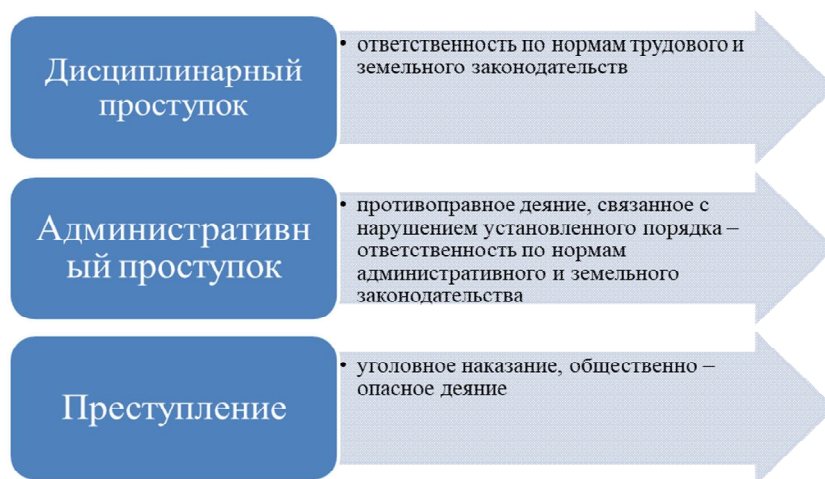 Дисциплинарный
проступок
• ответственность по нормам трудового и
земельного законодательств
Административн
ый проступок
• противоправное деяние, связанное с
нарушением установленного порядка –
ответственность по нормам
административного и земельного
законодательства
Преступление
• уголовное наказание, общественно –
опасное деяние